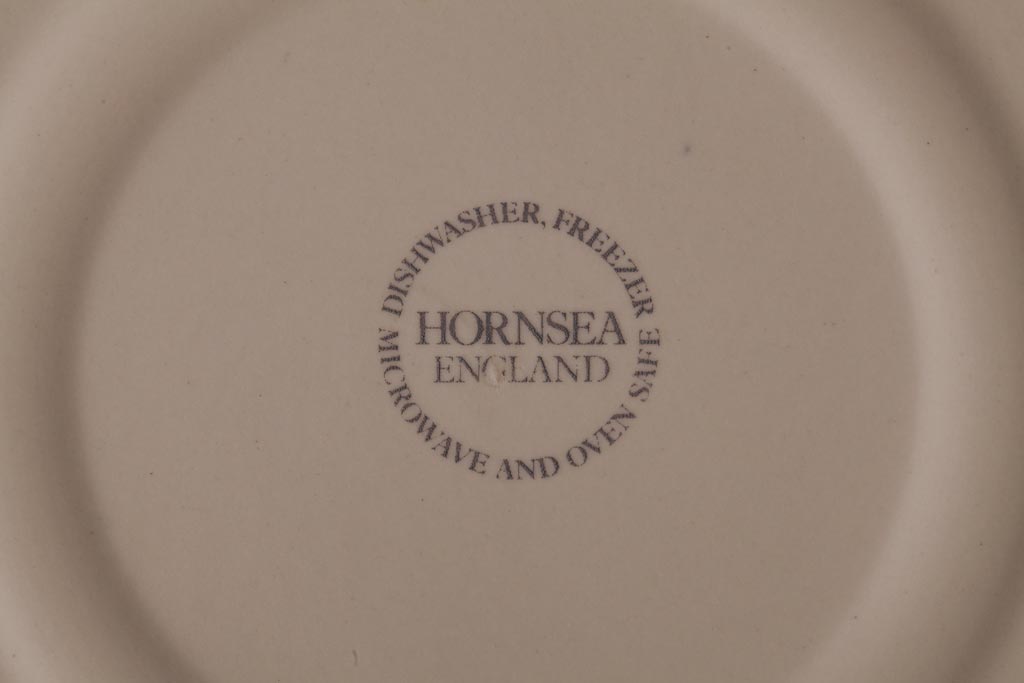 DISHWASHER, FREEZER
HORNSEA
ENGLAND
MICROWAVE AND OVEN SAFE